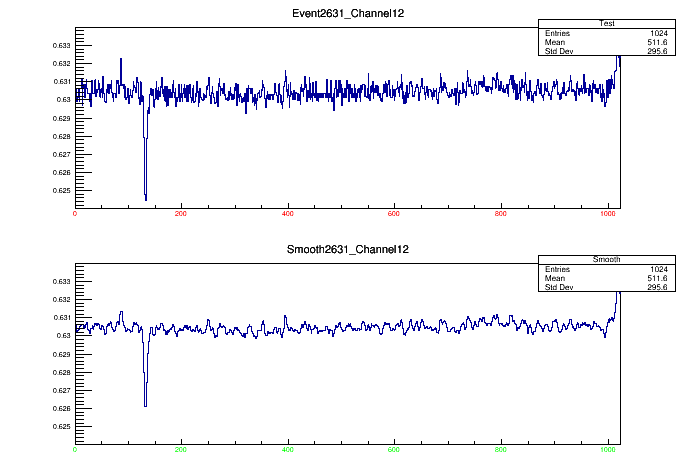 Event2631_Channel12
Test
Entries 1024
Mean 511.6
Std Dev 295.6
0.633
0.632
0.631
0.63
0.629
0.628
0.627
0.626
0.625
0 200 400 600 800 1000
Smooth2631_Channel12
Smooth
Entries 1024
Mean 511.6
Std Dev 295.6
0.633
0.632
0.631
0.63
0.629
0.628
0.627
0.626
0.625
0 200 400 600 800 1000